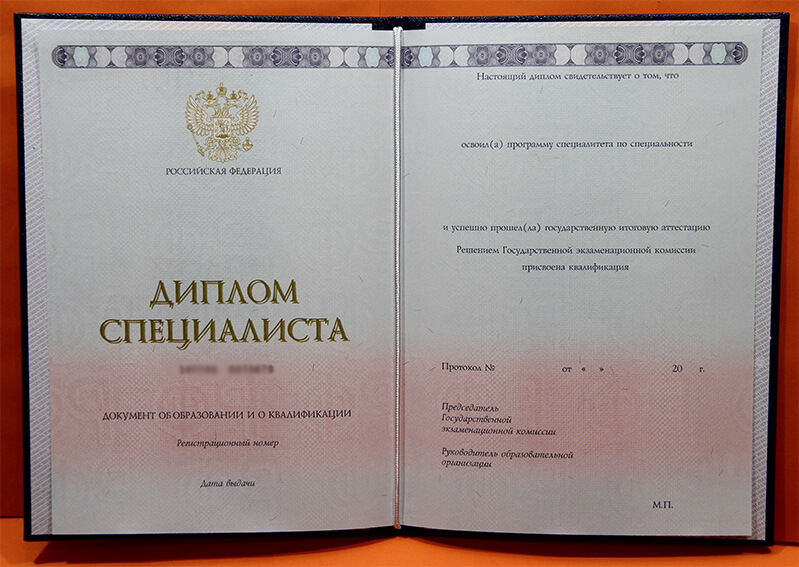 РОССИЙСКАЯ ФЕДЕРАЦИЯ
ДИПЛОМ
СПЕЦИАЛИСТА
ДОКУМЕНТ ОБ ОБРАЗОВАНИИ И О КВАЛИФИКАЦИИ
Регистрационный номер
Дата выдачи
Настоящий диплом свидетельствует о том, что
освоил(а) программу специалитета по специальности
и успешно прошел(ла) государственную итоговую аттестацию
Решением Государственной экзаменационной комиссии
присвоена квалификация
Протокол № от « » 20 г.
Председатель
Государственной
экзаменационной комиссии
Руководитель образовательной
организации
М.П.